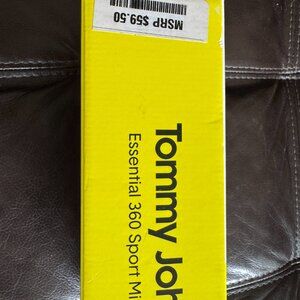 MSRP $59.50
Tommy Joh
Essential 360 Sport Mi